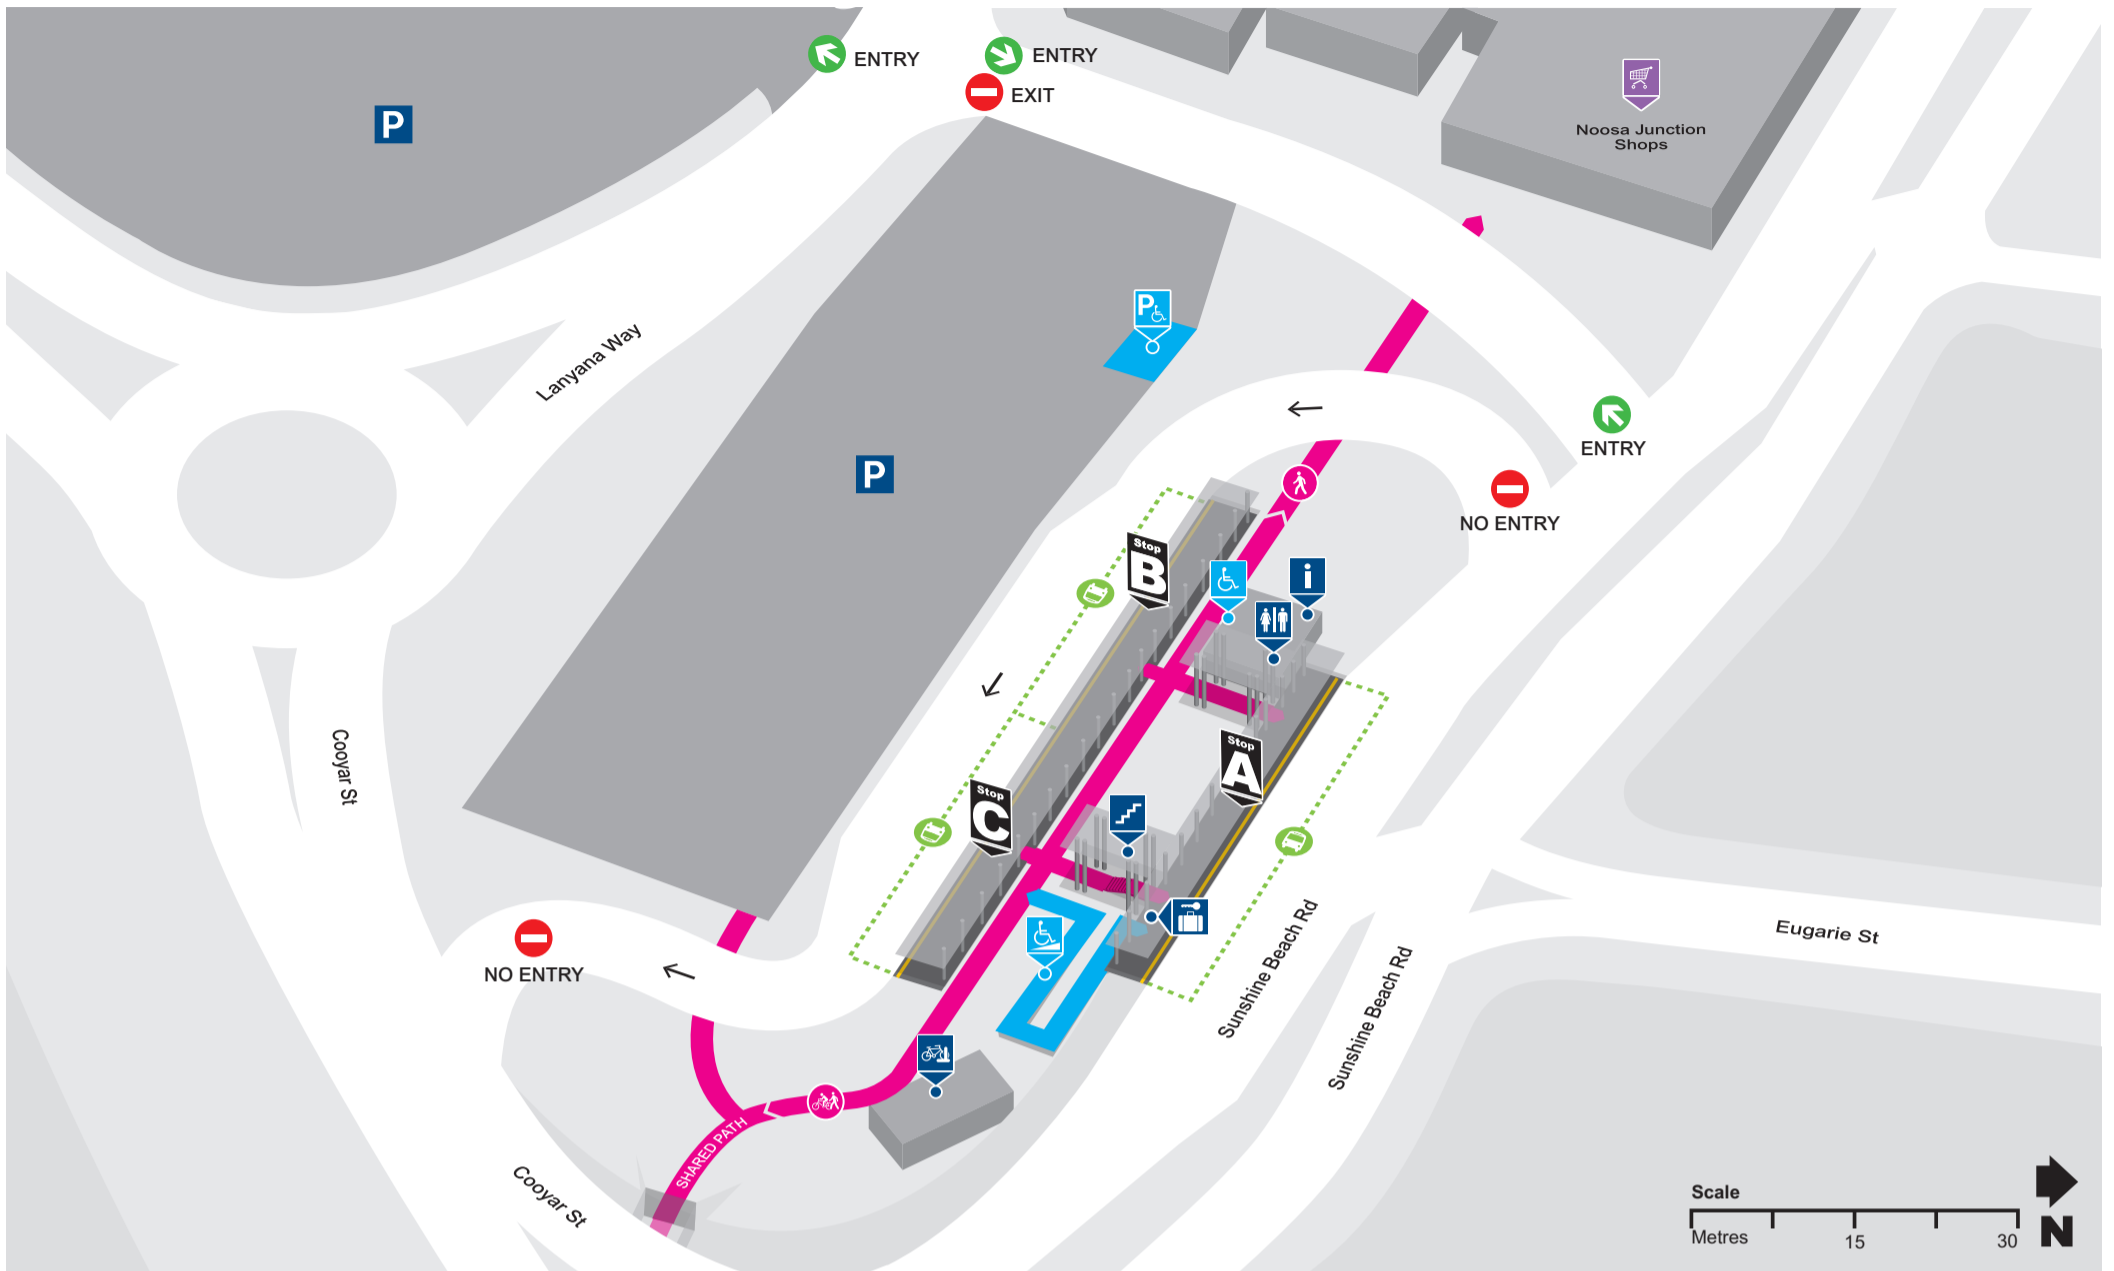 ENTRY
ENTRY
EXIT
P
Noosa Junction
Shops
P
Lanyana Way
ENTRY
P
NO ENTRY
Stop
B
i
Stop
A
Cooyar St
Stop
C
Sunshine Beach Rd
Eugarie St
NO ENTRY
Sunshine Beach Rd
SHARED PATH
Cooyar St
Scale
Metres
15
30
N